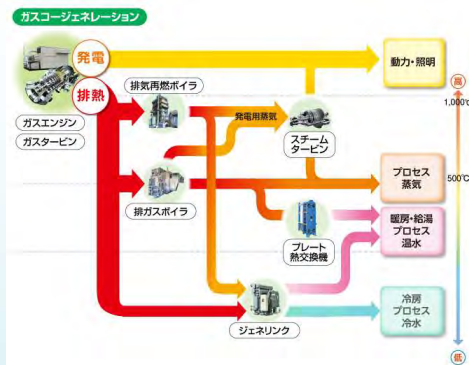 ガスコージェネレーション
発電
排熱
ガスエンジン
ガスタービン
排気再燃ボイラ
発電用蒸気
スチーム
タービン
排ガスボイラ
プレート
熱交換機
ジェネリンク
動力・照明
プロセス
蒸気
暖房・給湯
プロセス
温水
冷房
プロセス
冷水
高
1,000℃
500℃
低